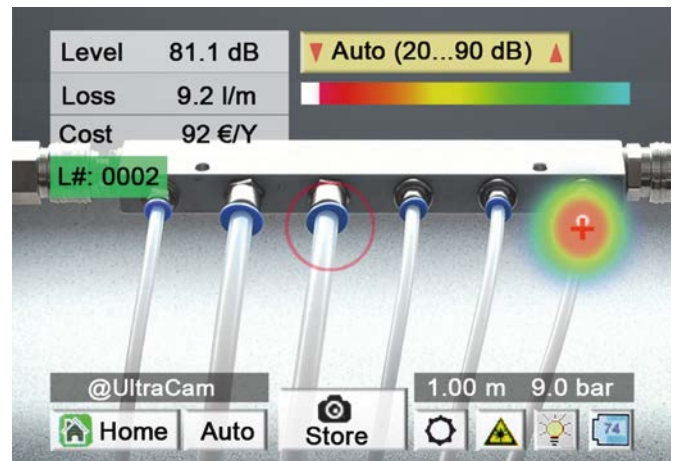 Level 81.1 dB
Auto (20...90 dB)
Loss 9.2 l/m
Cost 92 €/Y
L#: 0002
@UltraCam
1.00 m 9.0 bar
Home
Auto
Store
74